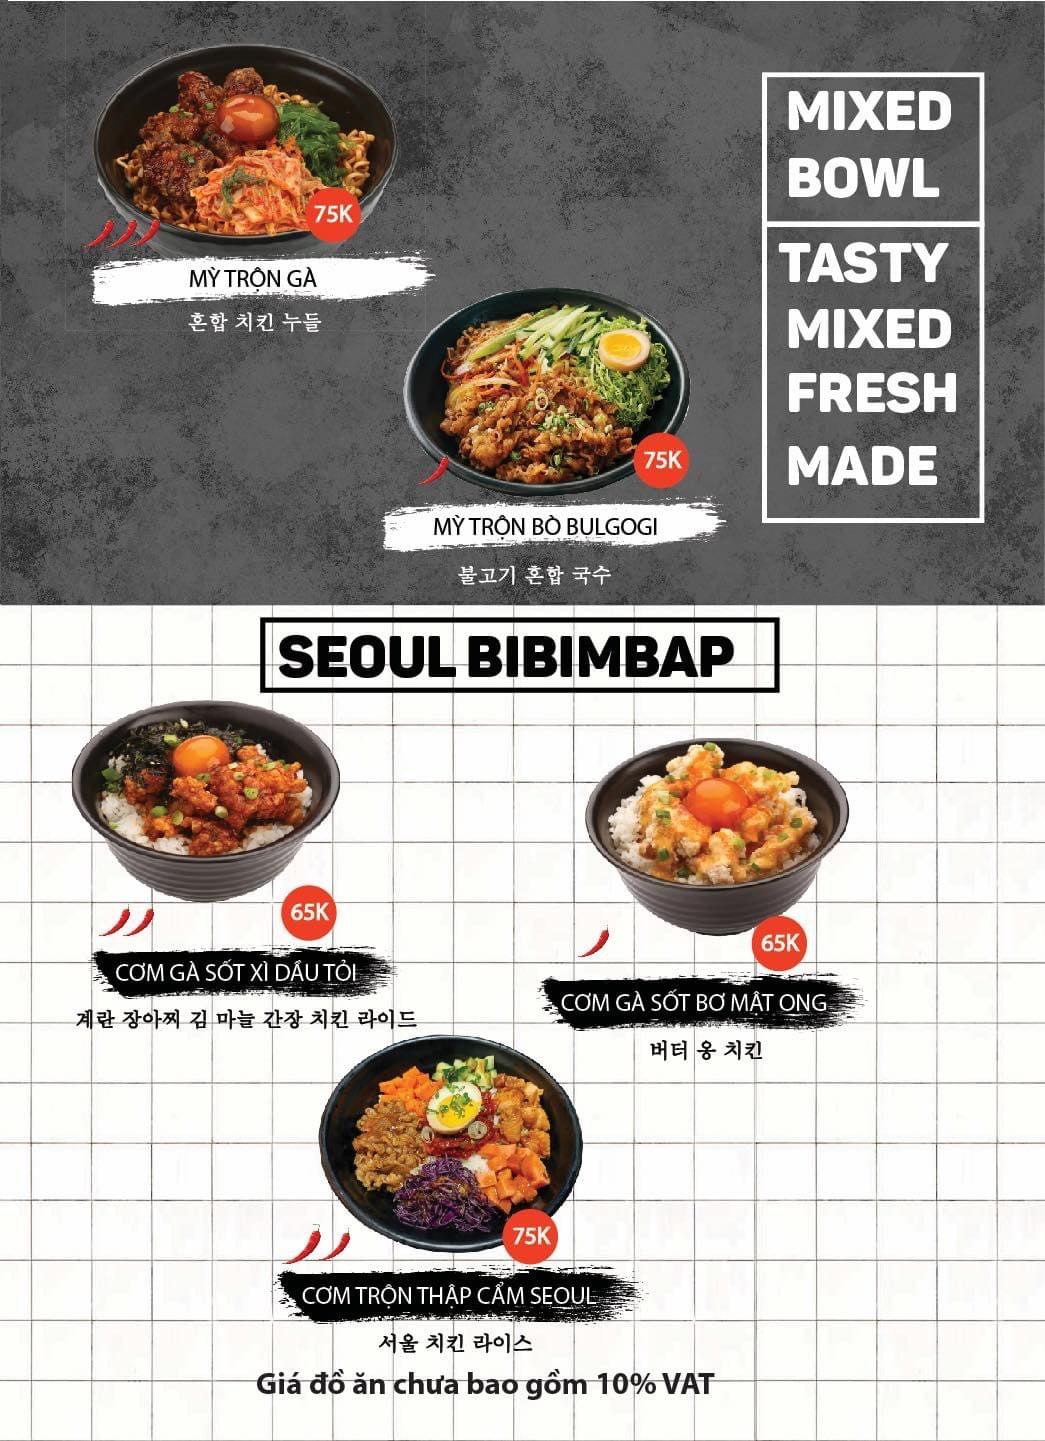 MIXED
BOWL
TASTY
MIXED
FRESH
MADE
75K
MỲ TRỘN GÀ
혼합 치킨 누들
75K
MỲ TRỘN BÒ BULGOGI
불고기 혼합 국수
SEOUL BIBIMBAP
65K
CƠM GÀ SỐT XÌ DẦU TỎI
계란 장아찌 김 마늘 간장 치킨 라이드
65K
CƠM GÀ SỐT BƠ MẬT ONG
버터 옹 치킨
75K
CƠM TRỘN THẬP CẨM SEOUL
서울 치킨 라이스
Giá đồ ăn chưa bao gồm 10% VAT